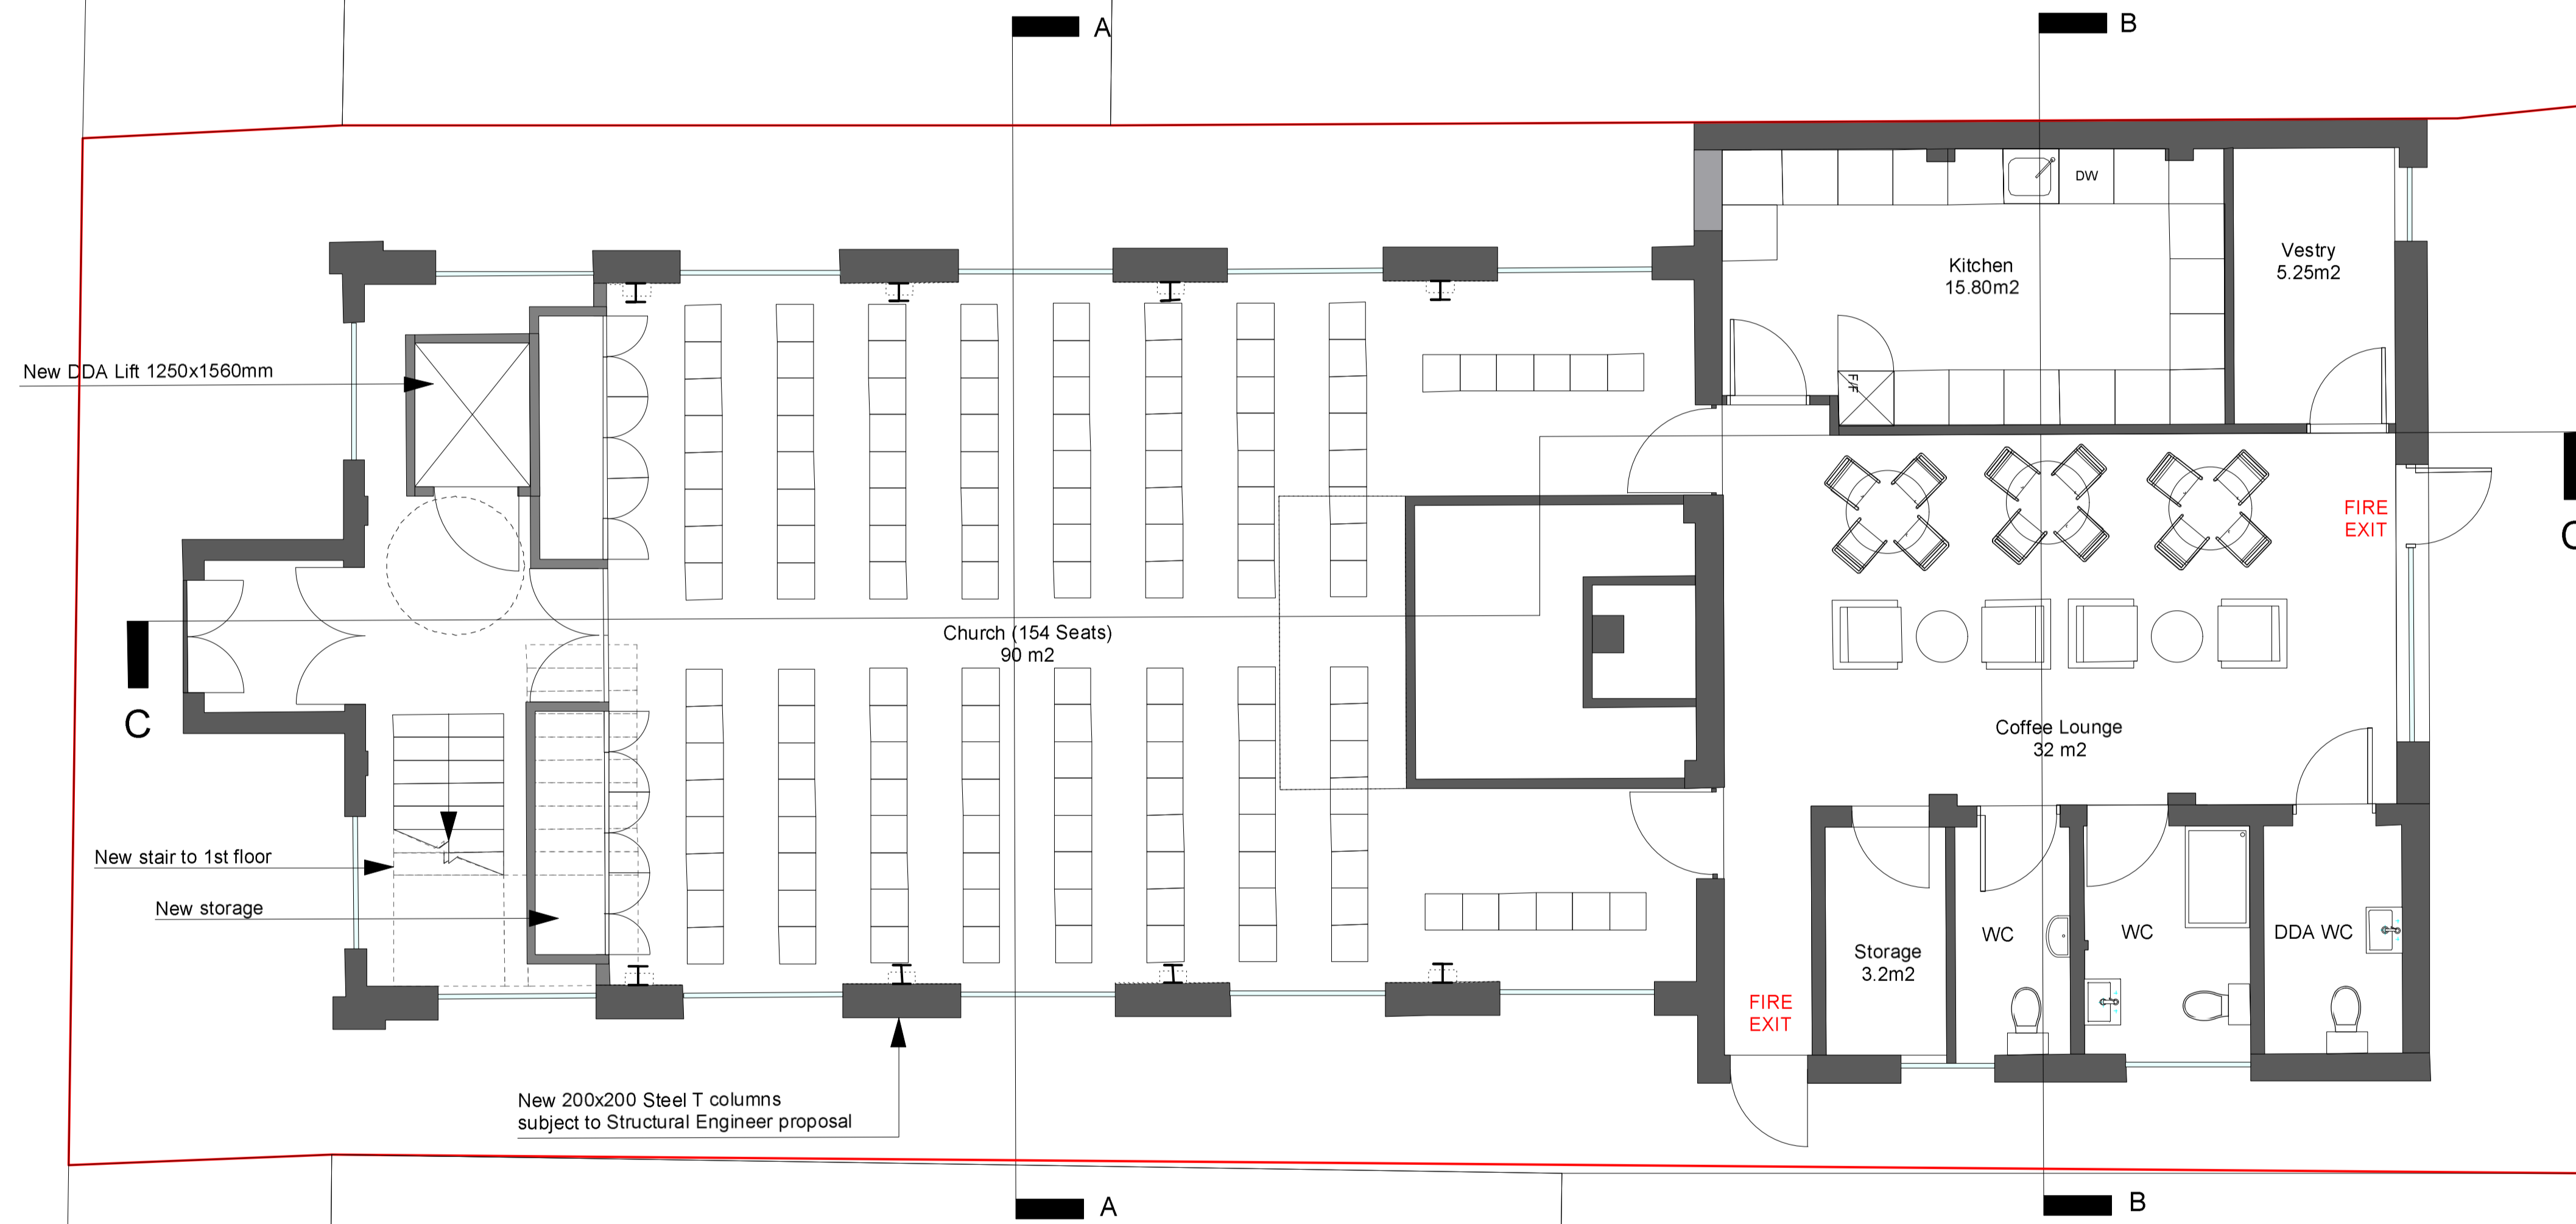 A
B
DW
Vestry
5.25m2
Kitchen
15.80m2
New DDA Lift 1250x1560mm
F/F
FIRE
EXIT
C
Church (154 Seats)
90 m2
C
Coffee Lounge
32 m2
New stair to 1st floor
New storage
WC
WC
DDA WC
Storage
3.2m2
FIRE
EXIT
New 200x200 Steel T columns
subject to Structural Engineer proposal
A
B